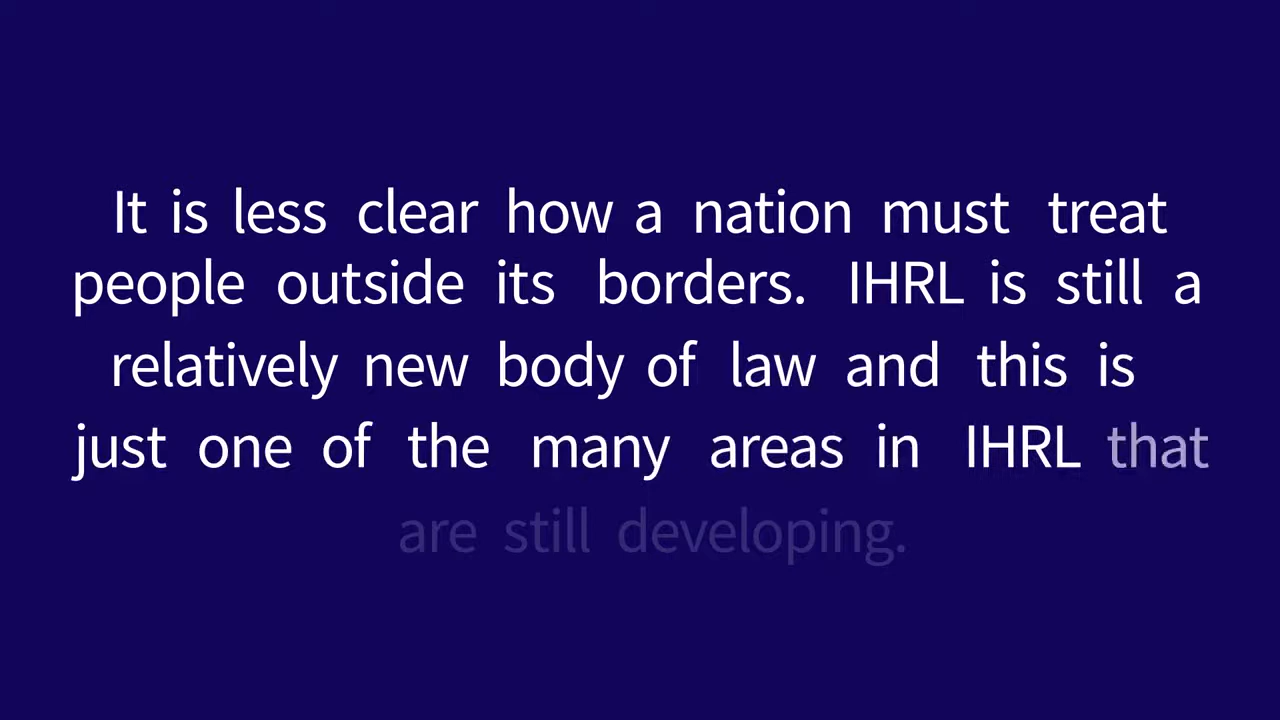 It is less clear how a nation must treat
people outside its borders. IHRL is still a
relatively new body of law and this is
just one of the many areas in IHRL that
are still developing.